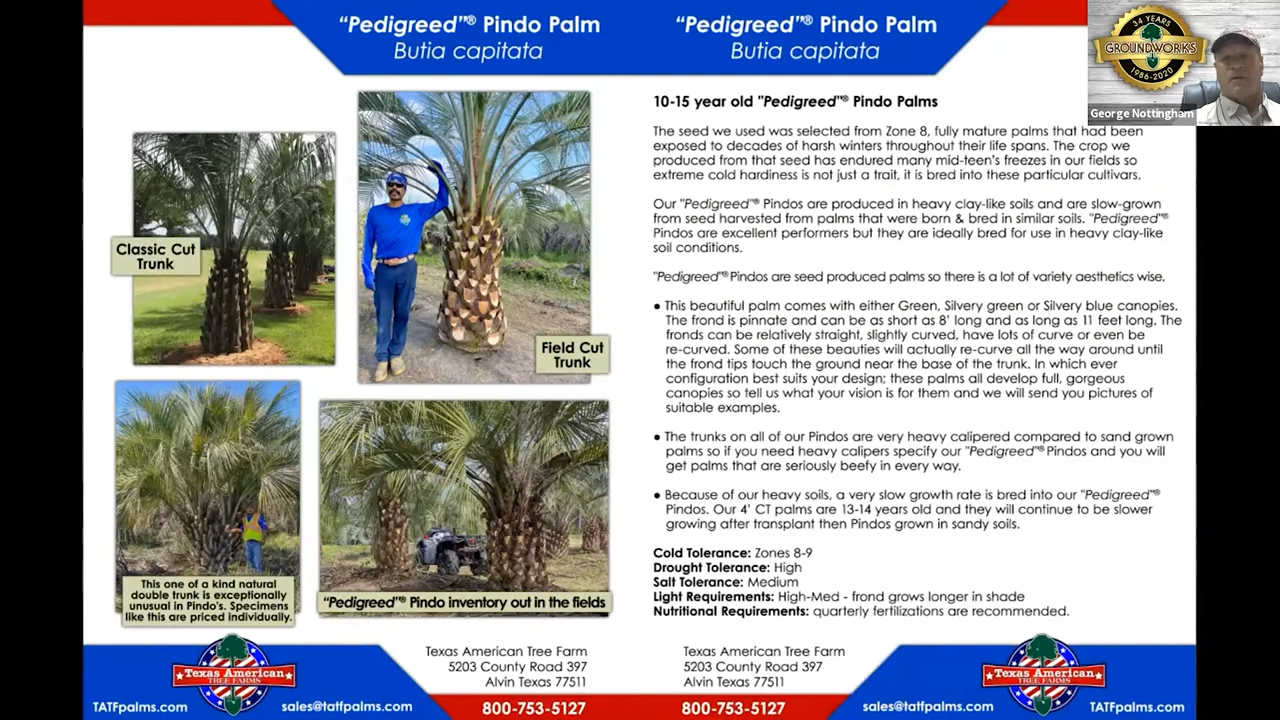 “Pedigreed”® Pindo Palm
Butia capitata
Classic Cut
Trunk
Field Cut
Trunk
This one of a kind natural
double trunk is exceptionally
unusual in Pindo's. Specimens
like this are priced individually.
“Pedigreed”® Pindo inventory out in the fields
Texas American Tree Farm
5203 County Road 397
Alvin Texas 77511
Texas American
TREE FARMS
TATFpalms.com
sales@tatfpalms.com
800-753-5127
“Pedigreed”® Pindo Palm
Butia capitata
10-15 year old "Pedigreed"® Pindo Palms
The seed we used was selected from Zone 8, fully mature palms that had been
exposed to decades of harsh winters throughout their life spans. The crop we
produced from that seed has endured many mid-teen's freezes in our fields so
extreme cold hardiness is not just a trait, it is bred into these particular cultivars.
Our "Pedigreed"® Pindos are produced in heavy clay-like soils and are slow-grown
from seed harvested from palms that were born & bred in similar soils. "Pedigreed"®
Pindos are excellent performers but they are ideally bred for use in heavy clay-like
soil conditions.
"Pedigreed"® Pindos are seed produced palms so there is a lot of variety aesthetics wise.
● This beautiful palm comes with either Green, Silvery green or Silvery blue canopies.
The frond is pinnate and can be as short as 8' long and as long as 11 feet long. The
fronds can be relatively straight, slightly curved, have lots of curve or even be
re-curved. Some of these beauties will actually re-curve all the way around until
the frond tips touch the ground near the base of the trunk. In which ever
configuration best suits your design; these palms all develop full, gorgeous
canopies so tell us what your vision is for them and we will send you pictures of
suitable examples.
● The trunks on all of our Pindos are very heavy calipered compared to sand grown
palms so if you need heavy calipers specify our "Pedigreed"® Pindos and you will
get palms that are seriously beefy in every way.
● Because of our heavy soils, a very slow growth rate is bred into our "Pedigreed"®
Pindos. Our 4' CT palms are 13-14 years old and they will continue to be slower
growing after transplant then Pindos grown in sandy soils.
Cold Tolerance: Zones 8-9
Drought Tolerance: High
Salt Tolerance: Medium
Light Requirements: High-Med - frond grows longer in shade
Nutritional Requirements: quarterly fertilizations are recommended.
Texas American Tree Farm
5203 County Road 397
Alvin Texas 77511
800-753-5127
sales@tatfpalms.com
Texas American
TREE FARMS
TATFpalms.com
34 YEARS
GROUNDWORKS
1986-2020
George Nottingham